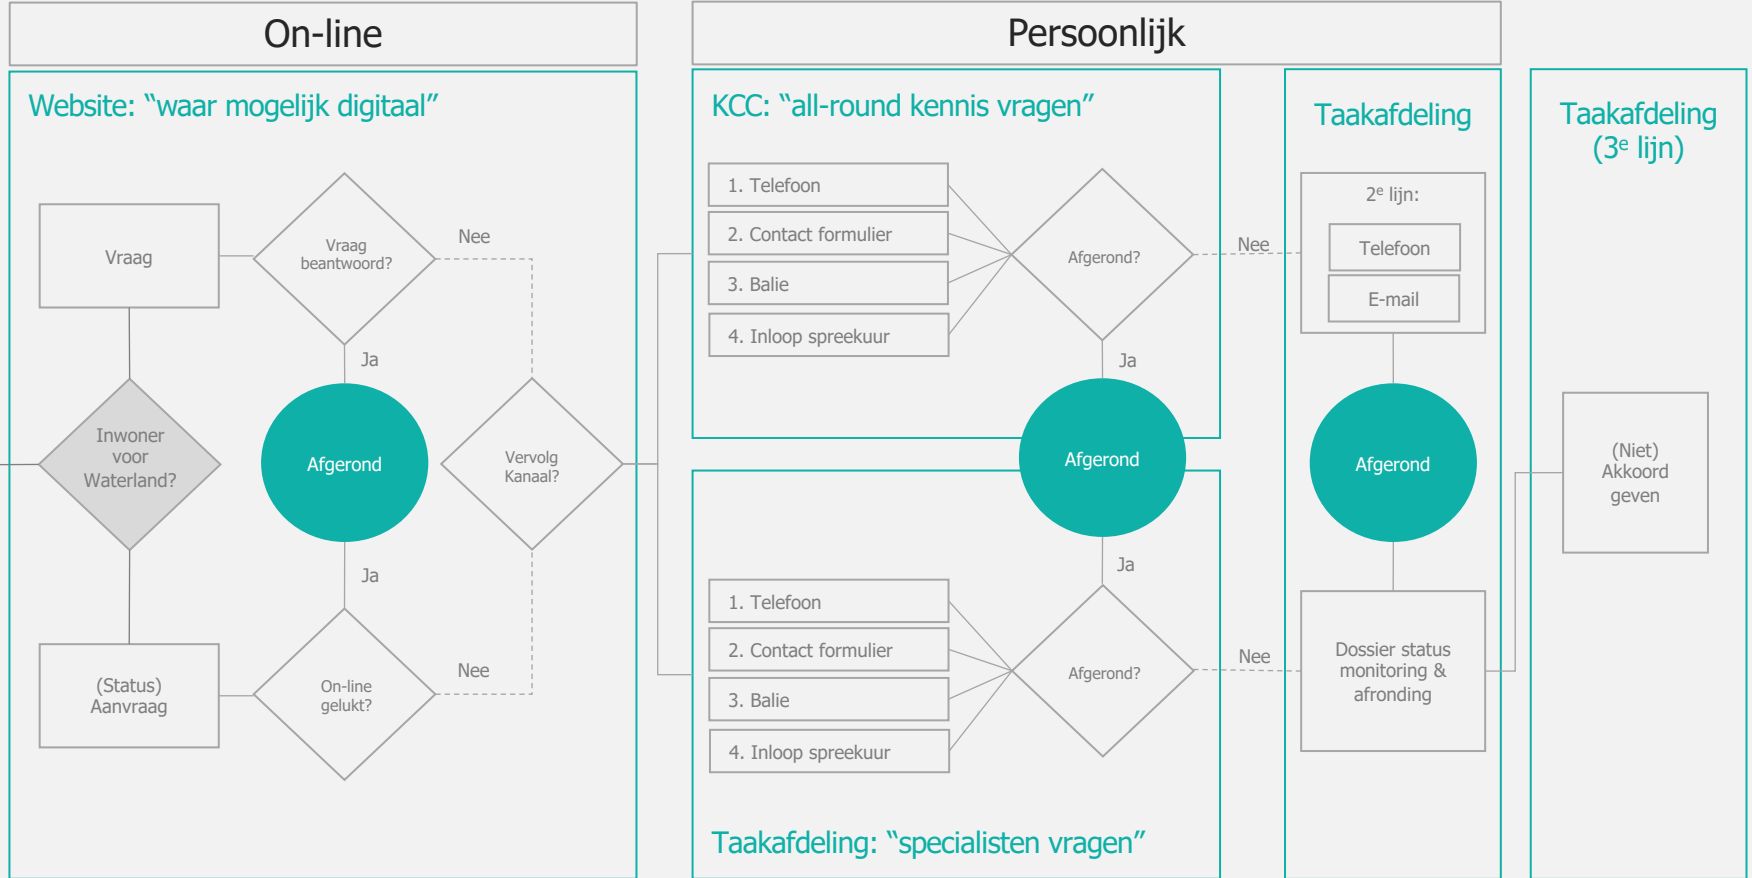 On-line
Persoonlijk
Website: “waar mogelijk digitaal”
Vraag
Vraag
beantwoord?
Nee
Ja
Inwoner
voor
Waterland?
Afgerond
Vervolg
Kanaal?
Ja
(Status)
Aanvraag
On-line
gelukt?
Nee
KCC: “all-round kennis vragen”
1. Telefoon
2. Contact formulier
3. Balie
4. Inloop spreekuur
Afgerond?
Nee
Ja
Afgerond
Ja
1. Telefoon
2. Contact formulier
3. Balie
4. Inloop spreekuur
Afgerond?
Nee
Taakafdeling: “specialisten vragen”
Taakafdeling
2e lijn:
Telefoon
E-mail
Afgerond
Dossier status
monitoring &
afronding
Taakafdeling
(3e lijn)
(Niet)
Akkoord
geven